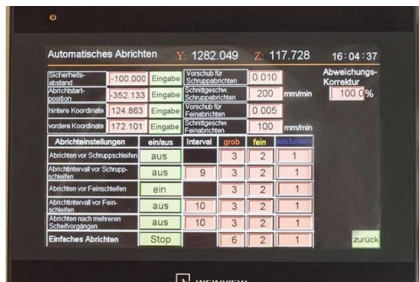 Automatisches Abrichten Y: 1282.049 Z: 117.728 16:04:37
Sicherheits-abstand -100.000 Eingabe Vorschub für Schruppabrichten 0.010 Abweichungs-Korrektur
Abrichtstart-position -352.133 Eingabe Schnittgeschw. Schruppabrichten 200 mm/min 100.0%
hintere Koordinate 124.863 Eingabe Vorschub für Feinabrichten 0.005
vordere Koordinate 172.101 Eingabe Schnittgeschw. Feinabrichten 100 mm/min
Abrichteinstellungen ein/aus Interval grob fein ausfunken
Abrichten vor Schruppschleifen aus 3 2 1
Abrichtintervall vor Schrupp-schleifen aus 9 3 2 1
Abrichten vor Feinschleifen ein 3 2 1
Abrichtintervall vor Fein-schleifen aus 10 3 2 1
Abrichten nach mehreren Scheifvorgängen aus 10 3 2 1
Einfaches Abrichten Stop 6 2 1 zurück
WEINVIEW